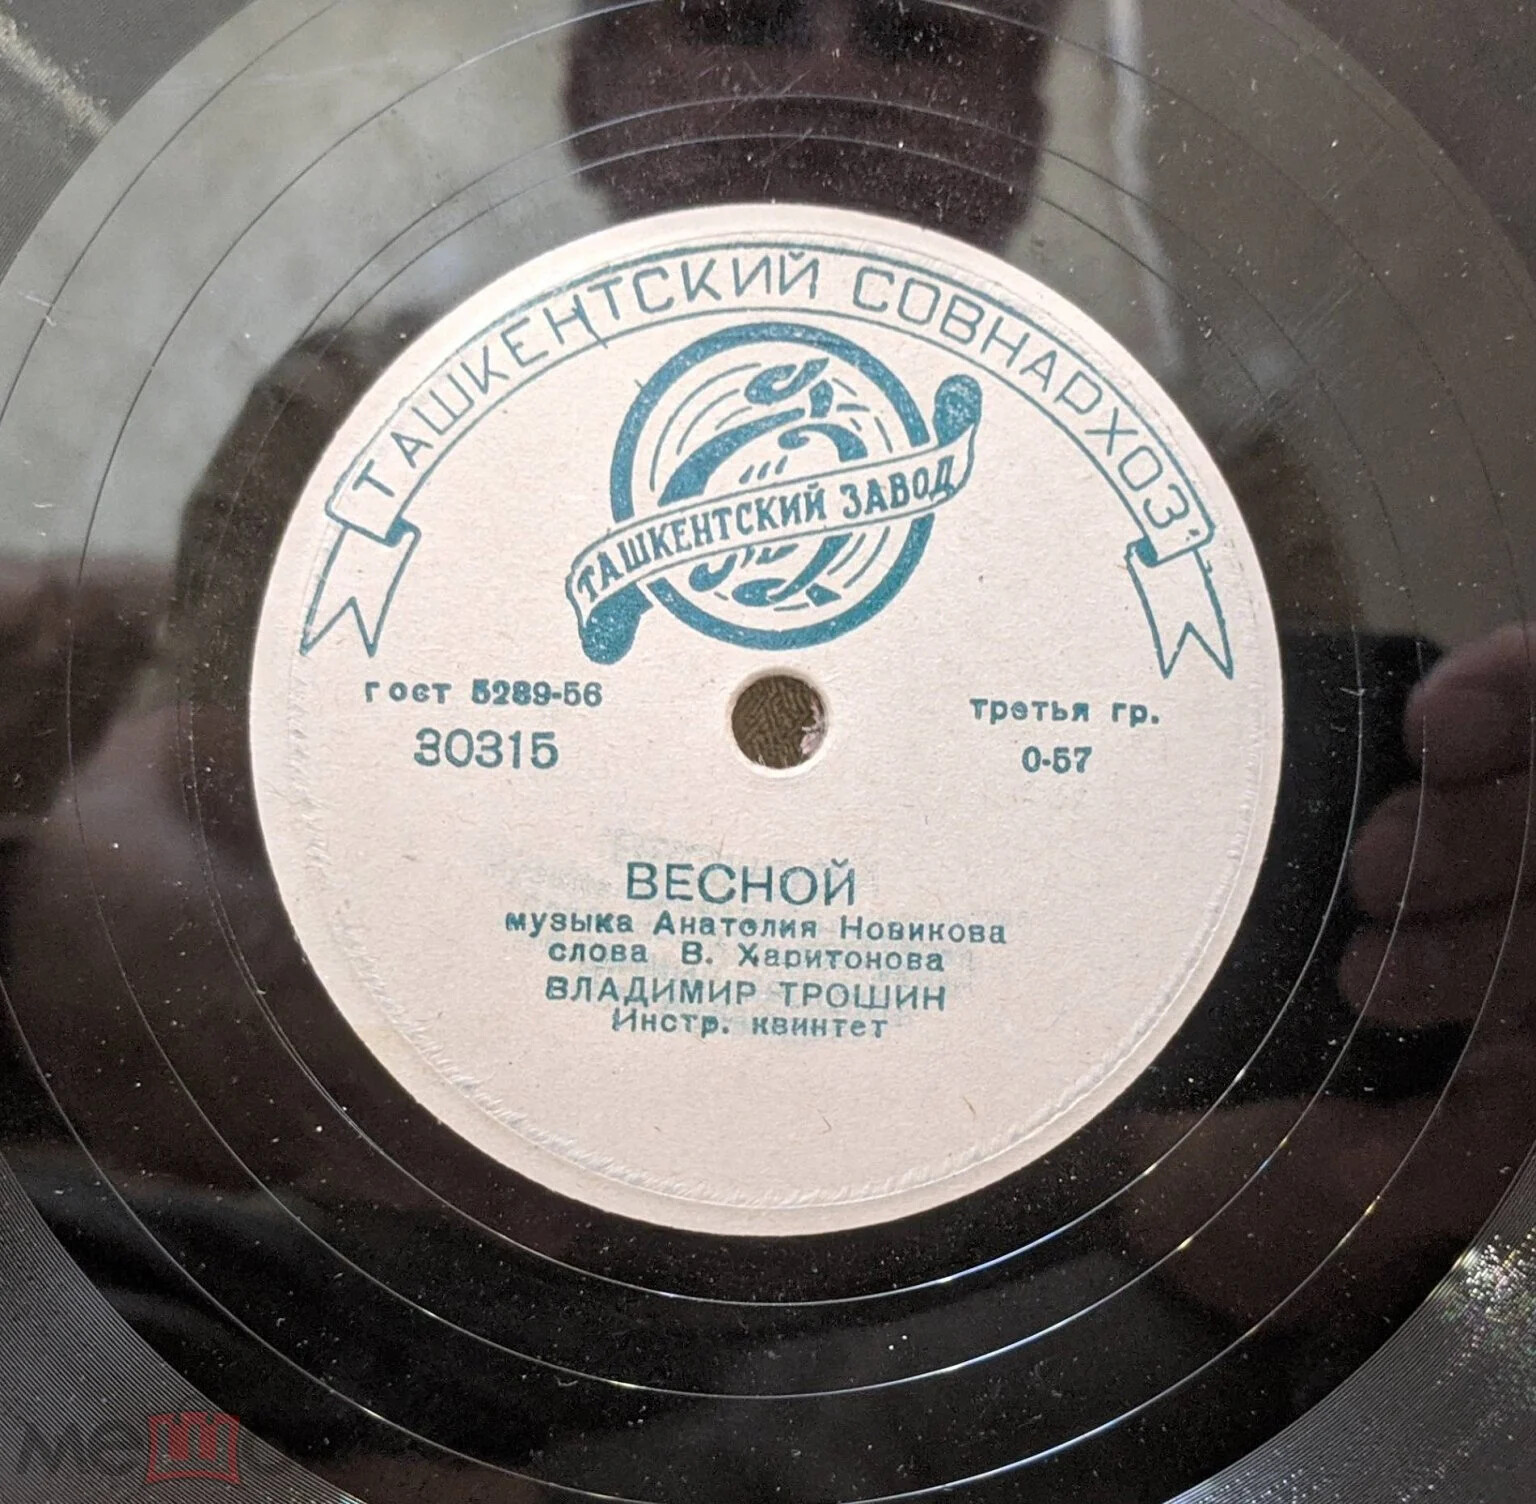 ТАШКЕНТСКИЙ СОВНАРХОЗ
ТАШКЕНТСКИЙ ЗАВОД
гост 5289-56
30315
третья гр.
0-57
ВЕСНОЙ
музыка Анатолия Новикова
слова В. Харитонова
ВЛАДИМИР ТРОШИН
Инстр. квинтет
мешо